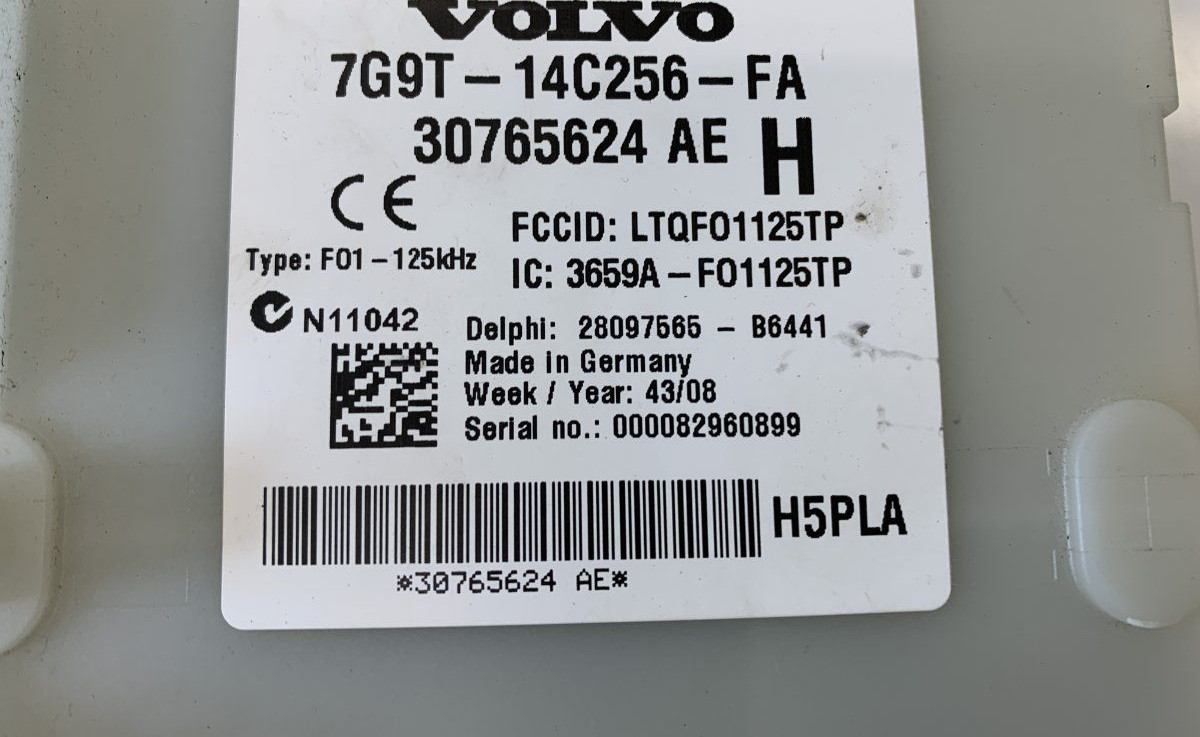 VOLVO
7G9T-14C256-FA
30765624 AE H
CE
FCCID: LTQFO1125TP
Type: FO1-125kHz
IC: 3659A-FO1125TP
N11042
Delphi: 28097565 - B6441
Made in Germany
Week / Year: 43/08
Serial no.: 000082960899
H5PLA
*30765624 AE*